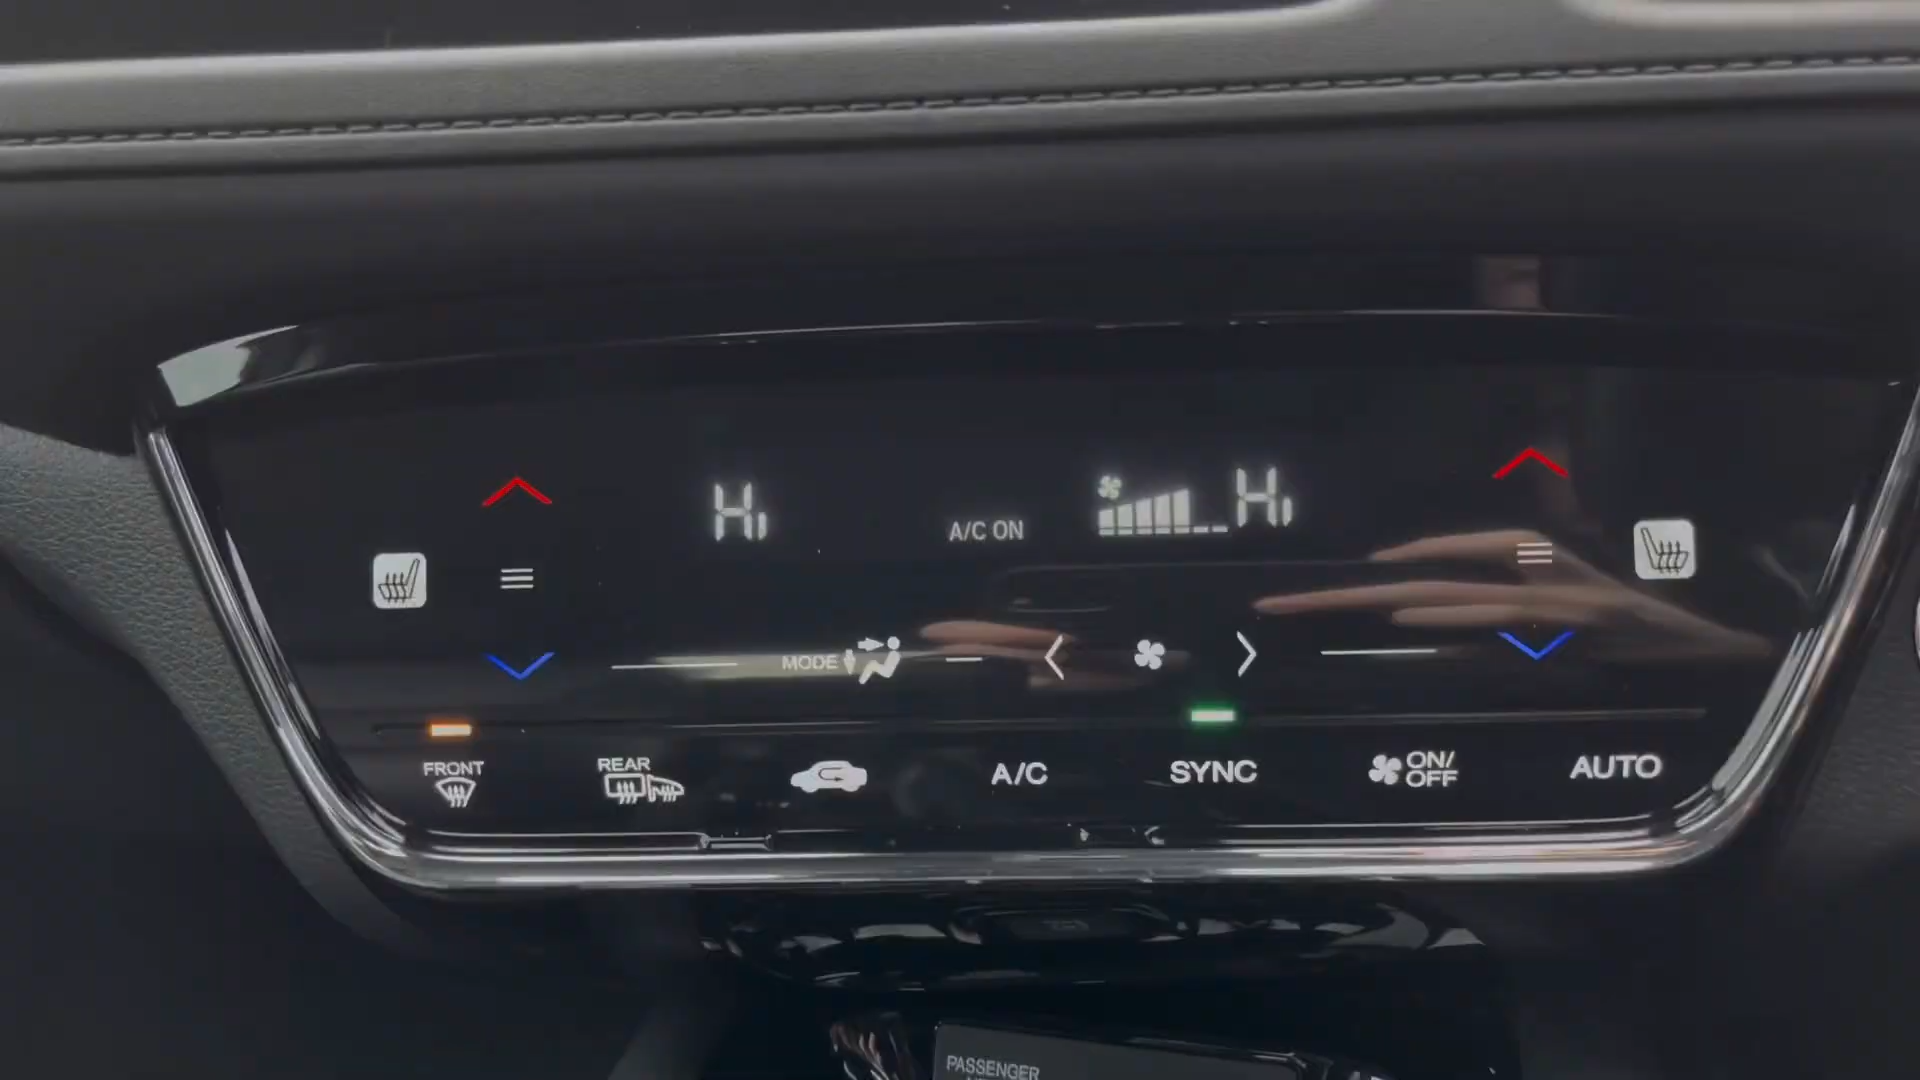 Hi
A/C ON
Hi
MODE
FRONT
REAR
A/C
SYNC
ON/
OFF
AUTO
PASSENGER